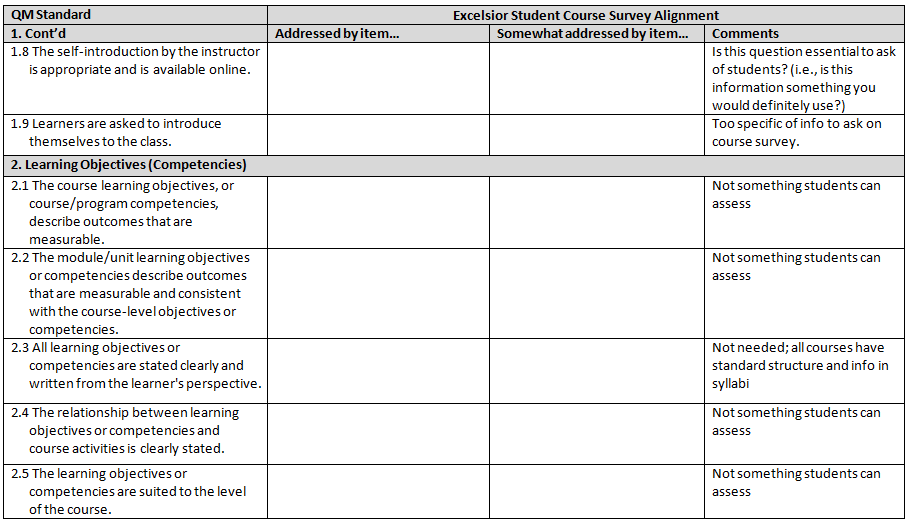 QM Standard
Excelsior Student Course Survey Alignment
1. Cont’d
Addressed by item…
Somewhat addressed by item…
Comments
1.8 The self-introduction by the instructor
is appropriate and is available online.
Is this question essential to ask
of students? (i.e., is this
information something you
would definitely use?)
1.9 Learners are asked to introduce
themselves to the class.
Too specific of info to ask on
course survey.
2. Learning Objectives (Competencies)
2.1 The course learning objectives, or
course/program competencies,
describe outcomes that are
measurable.
Not something students can
assess
2.2 The module/unit learning objectives
or competencies describe outcomes
that are measurable and consistent
with the course-level objectives or
competencies.
Not something students can
assess
2.3 All learning objectives or
competencies are stated clearly and
written from the learner's perspective.
Not needed; all courses have
standard structure and info in
syllabi
2.4 The relationship between learning
objectives or competencies and
course activities is clearly stated.
Not something students can
assess
2.5 The learning objectives or
competencies are suited to the level
of the course.
Not something students can
assess